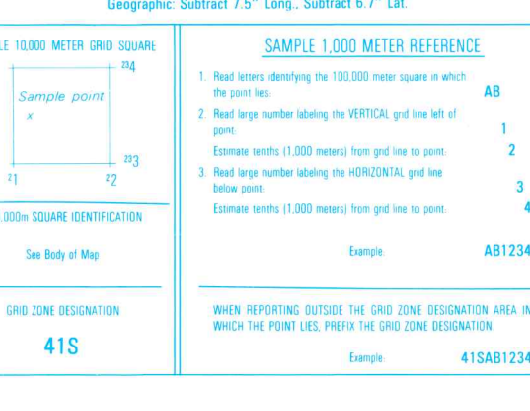 Geographic: Subtract 7.5" Long., Subtract 6.7" Lat.
LE 10,000 METER GRID SQUARE
²³4
Sample point
x
²³3
²1
²2
,000m SQUARE IDENTIFICATION
See Body of Map
GRID ZONE DESIGNATION
41S
SAMPLE 1,000 METER REFERENCE
1. Read letters identifying the 100,000 meter square in which
the point lies: AB
2. Read large number labeling the VERTICAL grid line left of
point: 1
Estimate tenths (1,000 meters) from grid line to point: 2
3. Read large number labeling the HORIZONTAL grid line
below point: 3
Estimate tenths (1,000 meters) from grid line to point: 4
Example: AB1234
WHEN REPORTING OUTSIDE THE GRID ZONE DESIGNATION AREA IN
WHICH THE POINT LIES, PREFIX THE GRID ZONE DESIGNATION
Example: 41SAB1234